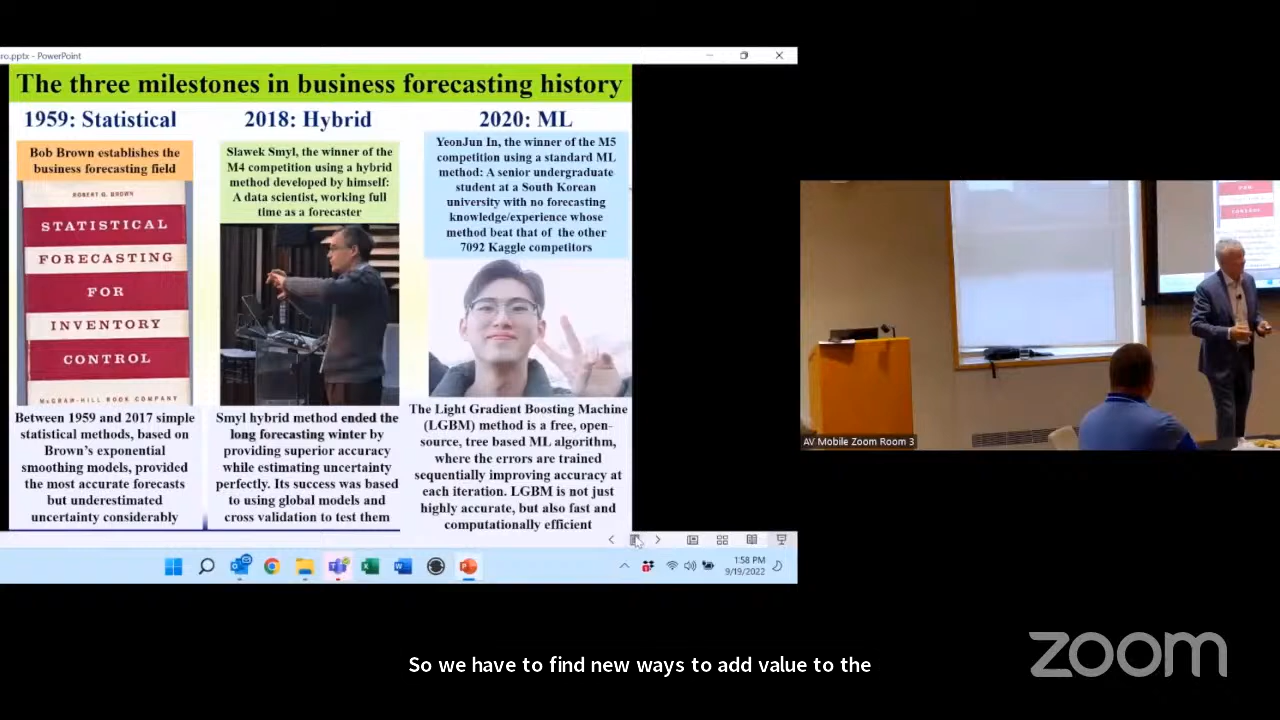 ro.pptx - PowerPoint
The three milestones in business forecasting history
1959: Statistical
Bob Brown establishes the
business forecasting field
ROBERT G. BROWN
STATISTICAL
FORECASTING
FOR
INVENTORY
CONTROL
McGRAW-HILL BOOK COMPANY
Between 1959 and 2017 simple
statistical methods, based on
Brown's exponential
smoothing models, provided
the most accurate forecasts
but underestimated
uncertainty considerably
2018: Hybrid
Slawek Smyl, the winner of the
M4 competition using a hybrid
method developed by himself:
A data scientist, working full
time as a forecaster
Smyl hybrid method ended the
long forecasting winter by
providing superior accuracy
while estimating uncertainty
perfectly. Its success was based
to using global models and
cross validation to test them
2020: ML
YeonJun In, the winner of the M5
competition using a standard ML
method: A senior undergraduate
student at a South Korean
university with no forecasting
knowledge/experience whose
method beat that of the other
7092 Kaggle competitors
The Light Gradient Boosting Machine
(LGBM) method is a free, open-
source, tree based ML algorithm,
where the errors are trained
sequentially improving accuracy at
each iteration. LGBM is not just
highly accurate, but also fast and
computationally efficient
1:58 PM
9/19/2022
AV Mobile Zoom Room 3
So we have to find new ways to add value to the
zoom